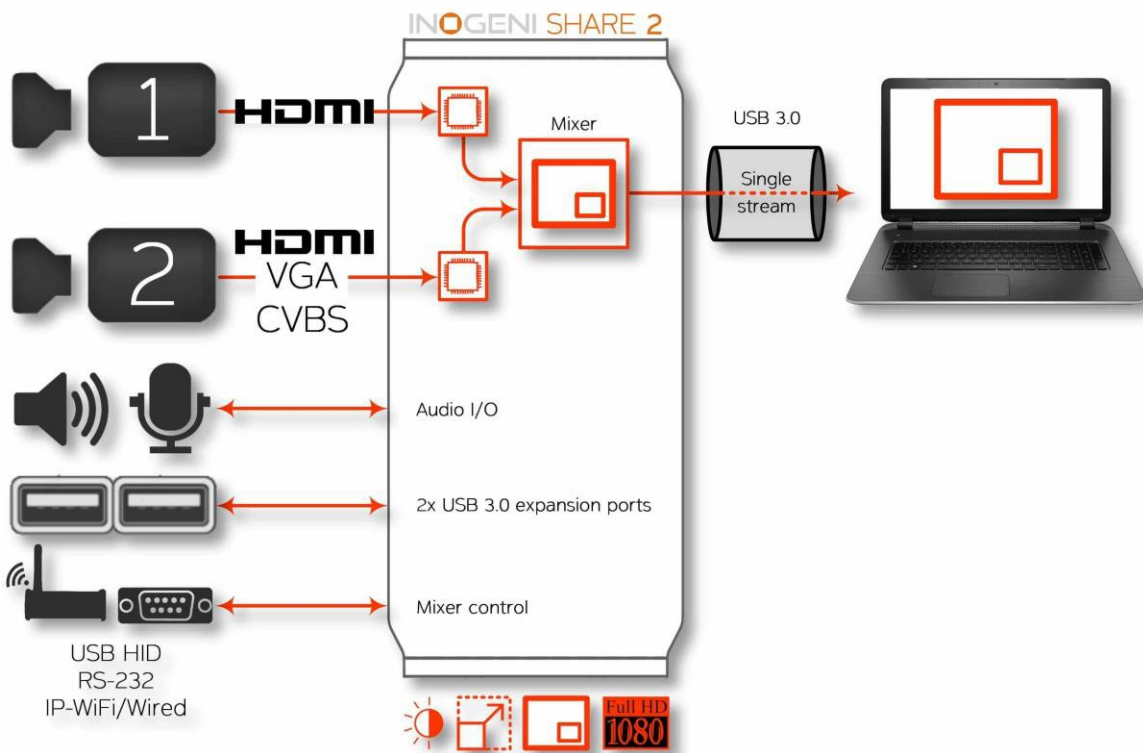 INOGENI SHARE 2
1
HDMI
Mixer
USB 3.0
Single
stream
2
HDMI
VGA
CVBS
Audio I/O
2x USB 3.0 expansion ports
Mixer control
USB HID
RS-232
IP-WiFi/Wired
Full HD
1080